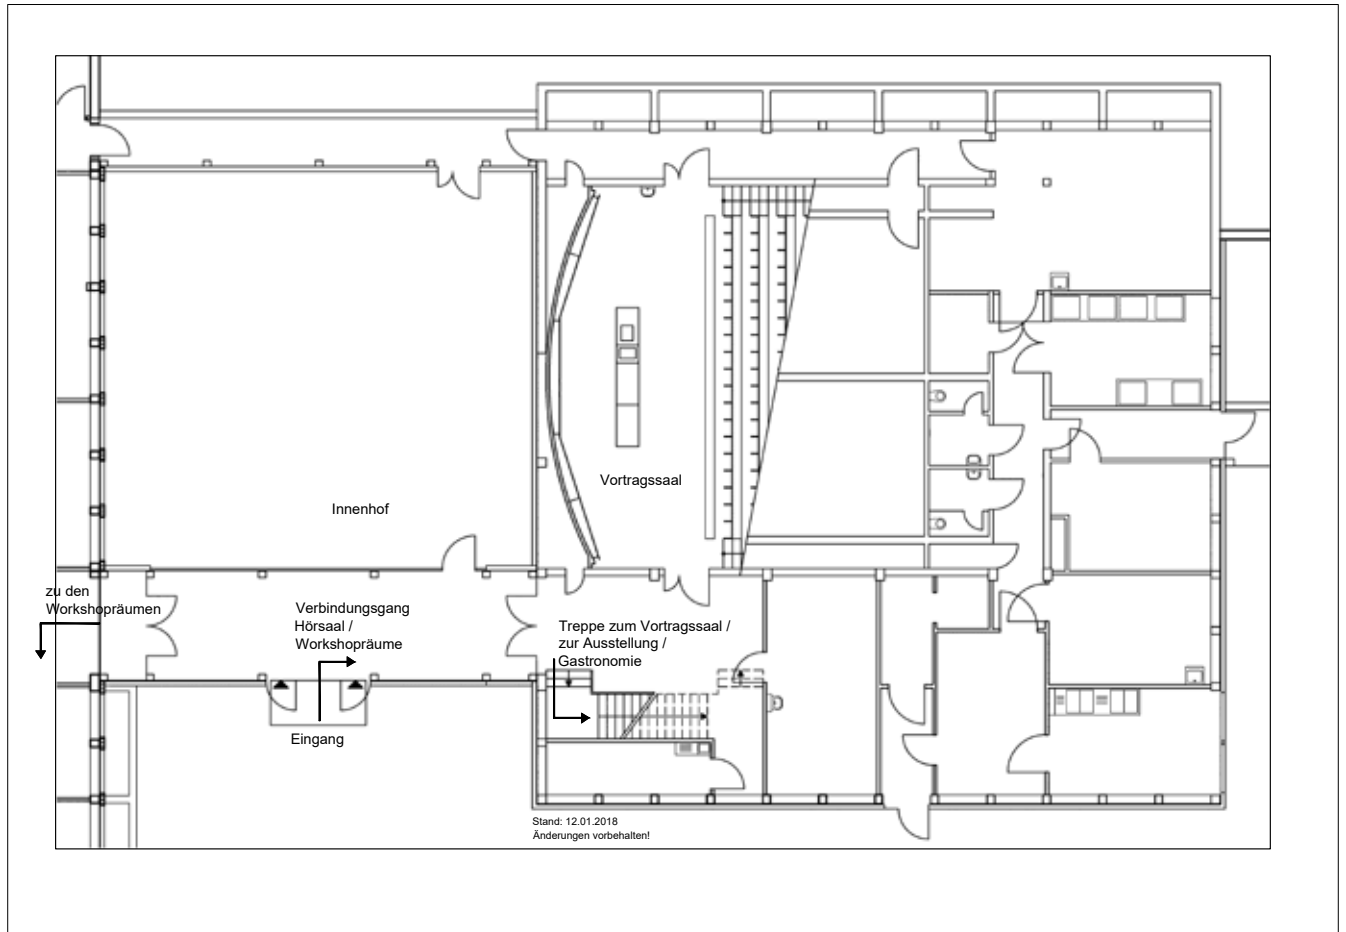 Vortragssaal
Innenhof
zu den
Workshopräumen
Verbindungsgang
Hörsaal /
Workshopräume
Treppe zum Vortragssaal /
zur Ausstellung /
Gastronomie
Eingang
Stand: 12.01.2018
Änderungen vorbehalten!